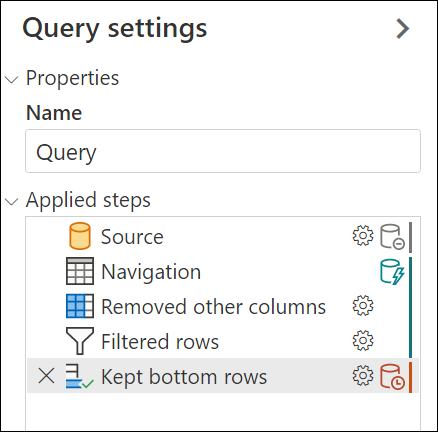 Query settings
Properties
Name
Query
Applied steps
Source
Navigation
Removed other columns
Filtered rows
Kept bottom rows